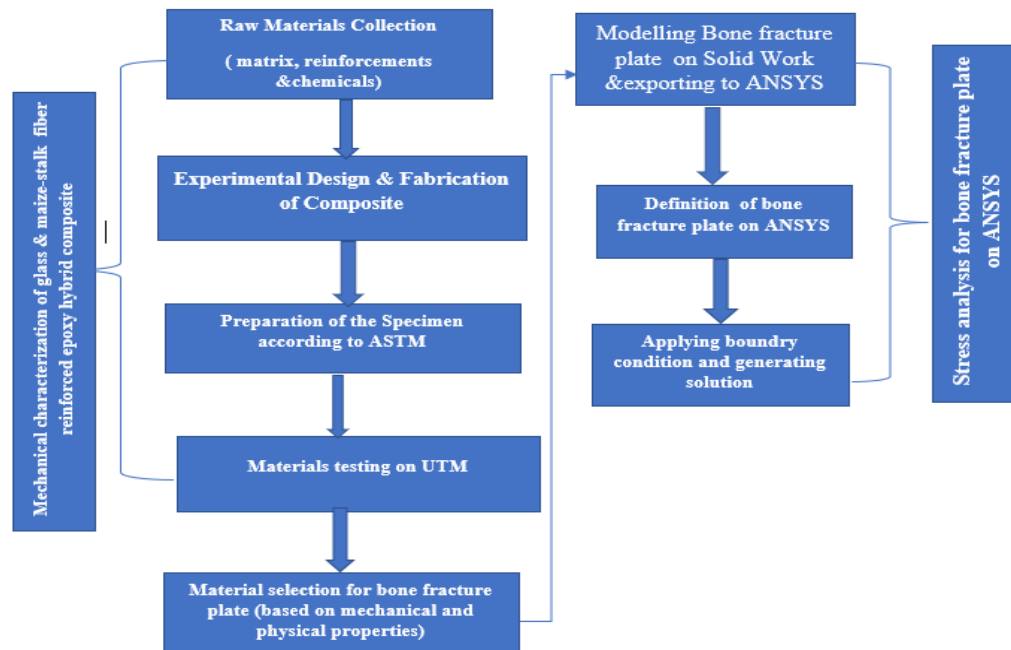 Mechanical characterization of glass & maize-stalk fiber
reinforced epoxy hybrid composite
Raw Materials Collection
( matrix, reinforcements
&chemicals)
Experimental Design & Fabrication
of Composite
Preparation of the Specimen
according to ASTM
Materials testing on UTM
Material selection for bone fracture
plate (based on mechanical and
physical properties)
Modelling Bone fracture
plate on Solid Work
&exporting to ANSYS
Definition of bone
fracture plate on ANSYS
Applying boundry
condition and generating
solution
Stress analysis for bone fracture plate
on ANSYS